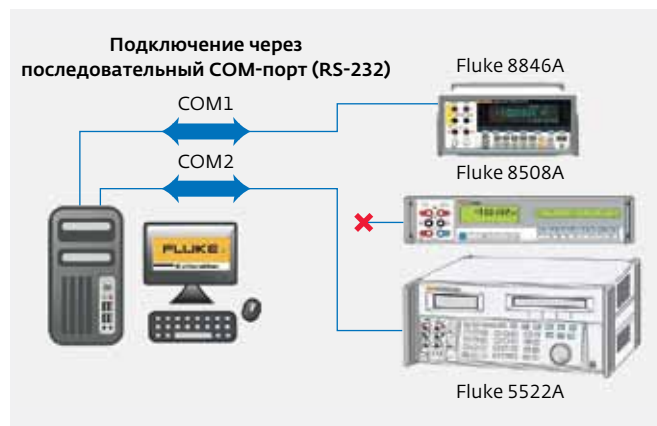 Подключение через
последовательный COM-порт (RS-232)
Fluke 8846A
COM1
COM2
Fluke 8508A
FLUKE
Fluke 5522A